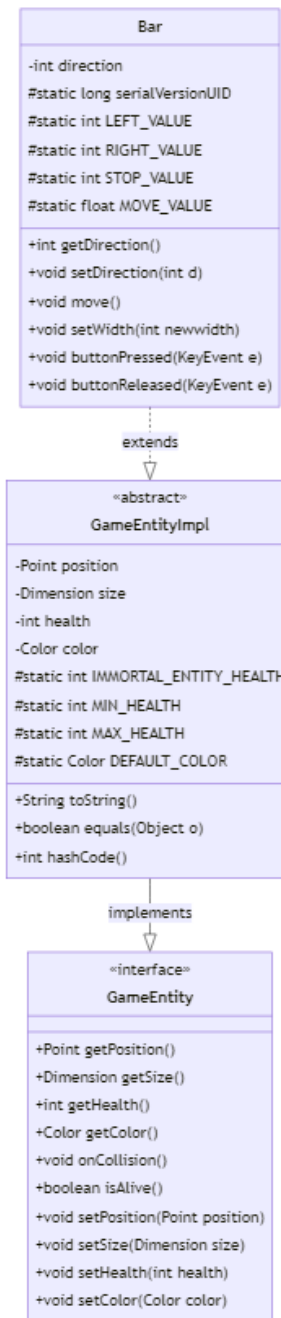 Bar
-int direction
#static long serialVersionUID
#static int LEFT_VALUE
#static int RIGHT_VALUE
#static int STOP_VALUE
#static float MOVE_VALUE
+int getDirection()
+void setDirection(int d)
+void move()
+void setWidth(int newwidth)
+void buttonPressed(KeyEvent e)
+void buttonReleased(KeyEvent e)
extends
«abstract»
GameEntityImpl
-Point position
-Dimension size
-int health
-Color color
#static int IMMORTAL_ENTITY_HEALTH
#static int MIN_HEALTH
#static int MAX_HEALTH
#static Color DEFAULT_COLOR
+String toString()
+boolean equals(Object o)
+int hashCode()
implements
«interface»
GameEntity
+Point getPosition()
+Dimension getSize()
+int getHealth()
+Color getColor()
+void onCollision()
+boolean isAlive()
+void setPosition(Point position)
+void setSize(Dimension size)
+void setHealth(int health)
+void setColor(Color color)